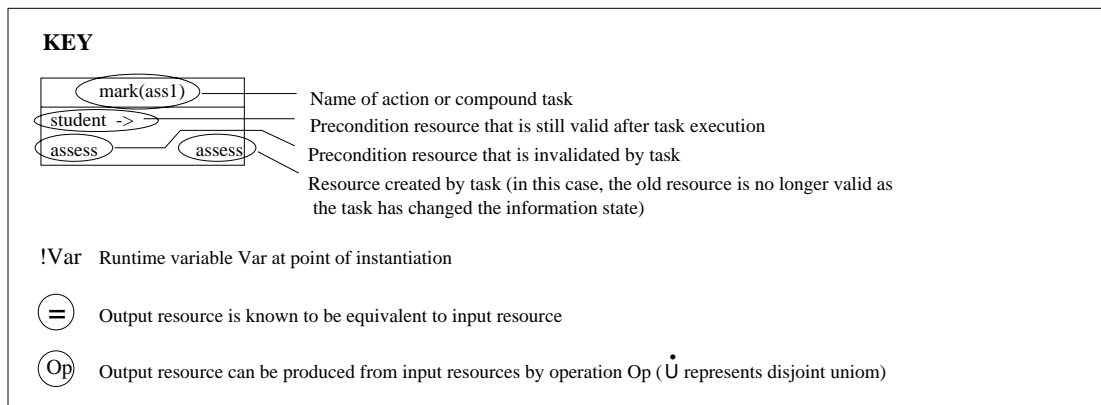 KEY
mark(ass1)
Name of action or compound task
student ->
Precondition resource that is still valid after task execution
assess assess
Precondition resource that is invalidated by task
Resource created by task (in this case, the old resource is no longer valid as
the task has changed the information state)
!Var Runtime variable Var at point of instantiation
= Output resource is known to be equivalent to input resource
Op Output resource can be produced from input resources by operation Op ( U̇ represents disjoint uniom)